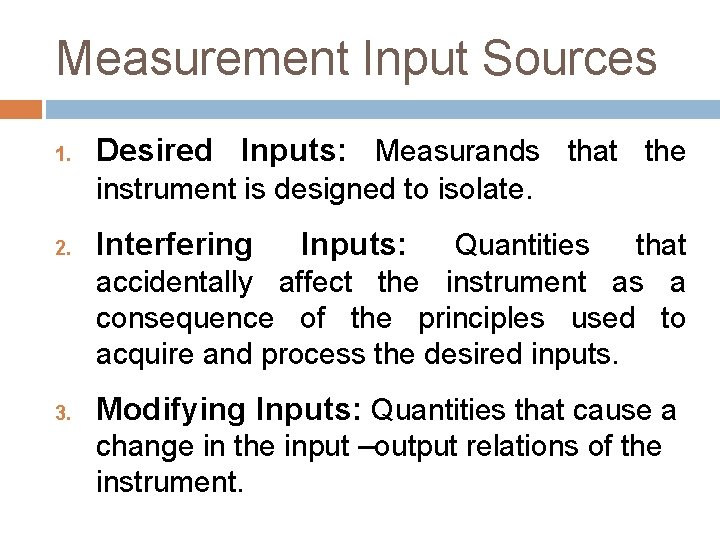 Measurement Input Sources
1. Desired Inputs: Measurands that the
instrument is designed to isolate.
2. Interfering Inputs: Quantities that
accidentally affect the instrument as a
consequence of the principles used to
acquire and process the desired inputs.
3. Modifying Inputs: Quantities that cause a
change in the input –output relations of the
instrument.